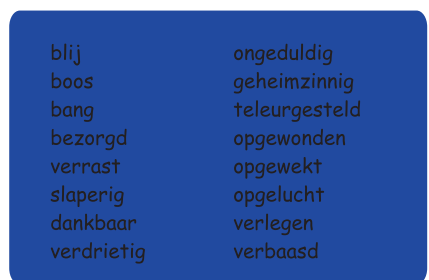 blij
boos
bang
bezorgd
verrast
slaperig
dankbaar
verdrietig
ongeduldig
geheimzinnig
teleurgesteld
opgewonden
opgewekt
opgelucht
verlegen
verbaasd